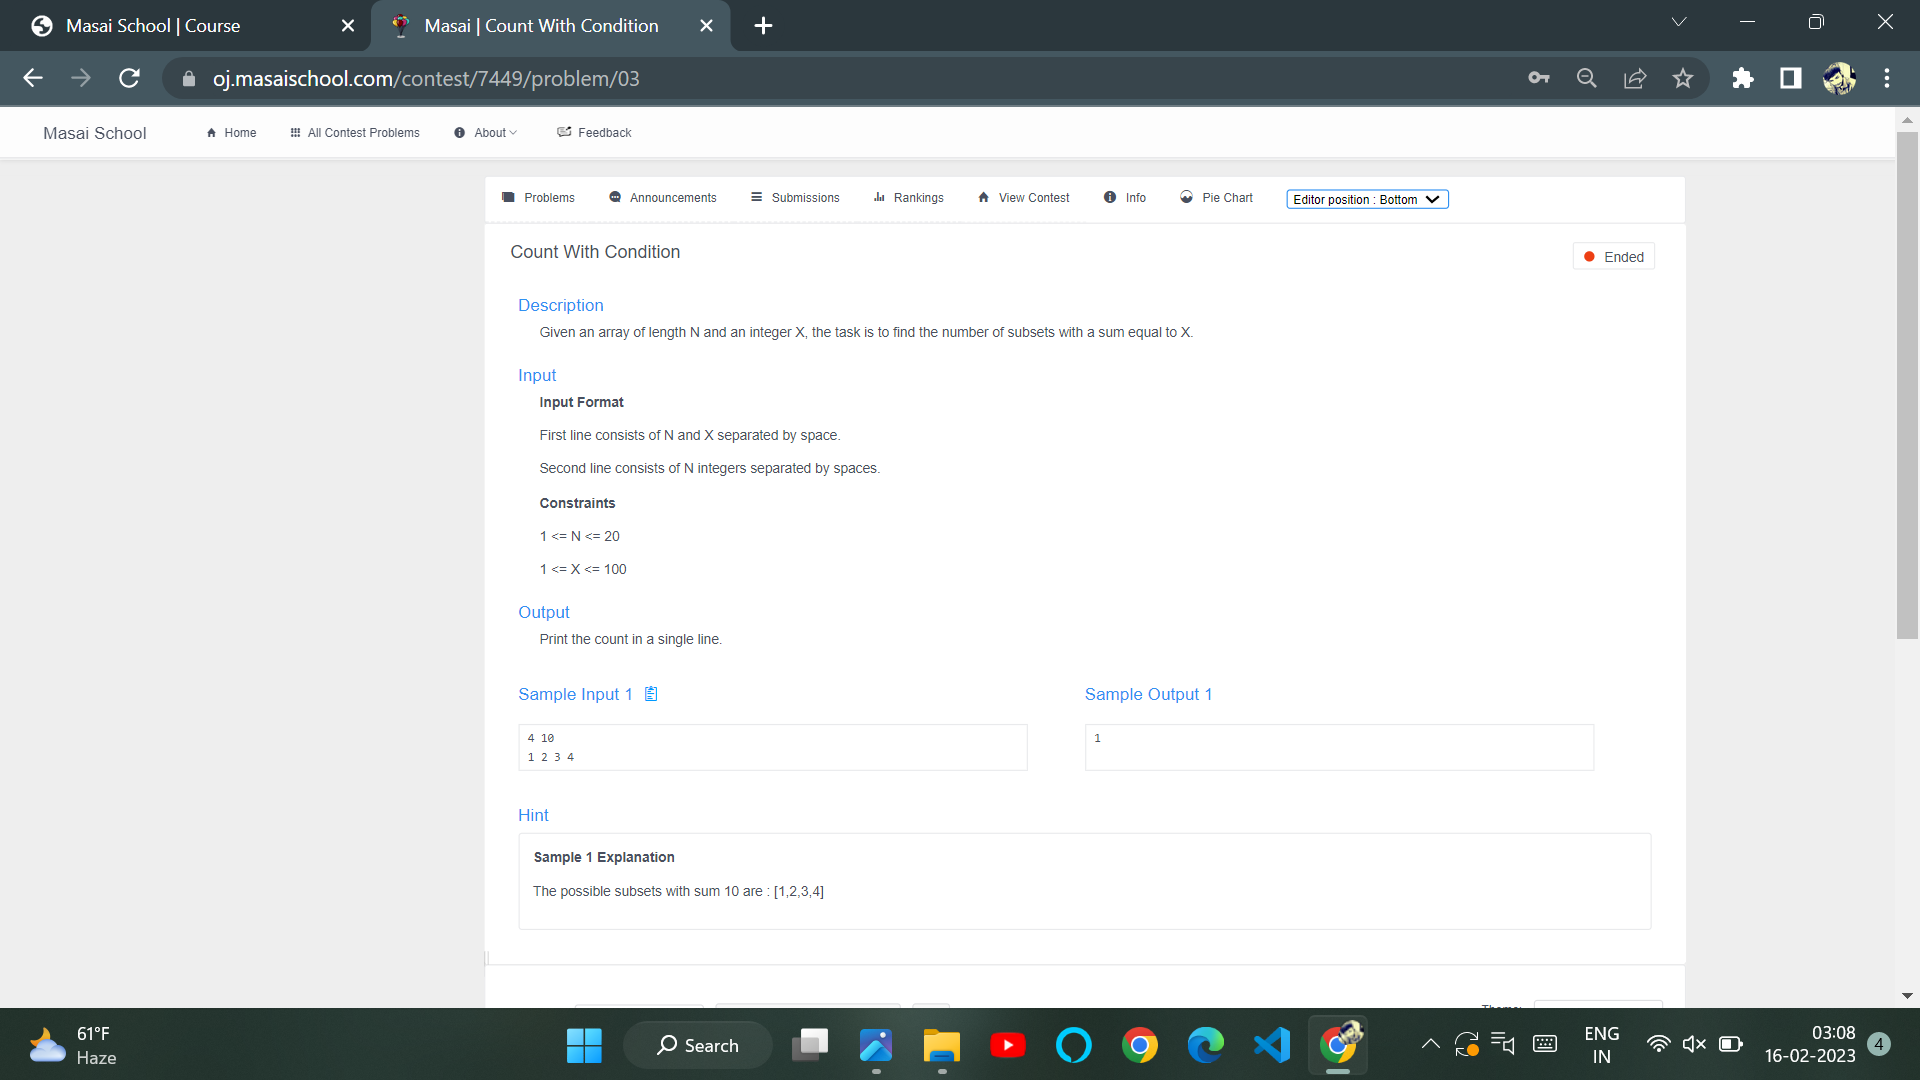 Masai School | Course
Masai | Count With Condition
oj.masaischool.com/contest/7449/problem/03
Masai School
Home
All Contest Problems
About
Feedback
Problems
Announcements
Submissions
Rankings
View Contest
Info
Pie Chart
Editor position : Bottom
Count With Condition
Ended
Description
Given an array of length N and an integer X, the task is to find the number of subsets with a sum equal to X.
Input
Input Format
First line consists of N and X separated by space.
Second line consists of N integers separated by spaces.
Constraints
1 <= N <= 20
1 <= X <= 100
Output
Print the count in a single line.
Sample Input 1
Sample Output 1
4 10
1 2 3 4
1
Hint
Sample 1 Explanation
The possible subsets with sum 10 are : [1,2,3,4]
61°F
Haze
Search
ENG
IN
03:08
16-02-2023
4